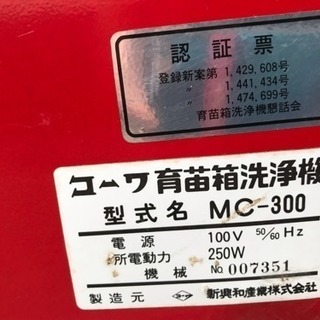 認証票
登録新案第 1,429,608号
〃 1,441,434号
〃 1,474,699号
育苗箱洗浄機懇話会
コーワ育苗箱洗浄機
型式名 MC-300
電源 100V 50/60 Hz
所電動力 250W
機械 No. 007351
製造元 コーワ 新興和産業株式会社